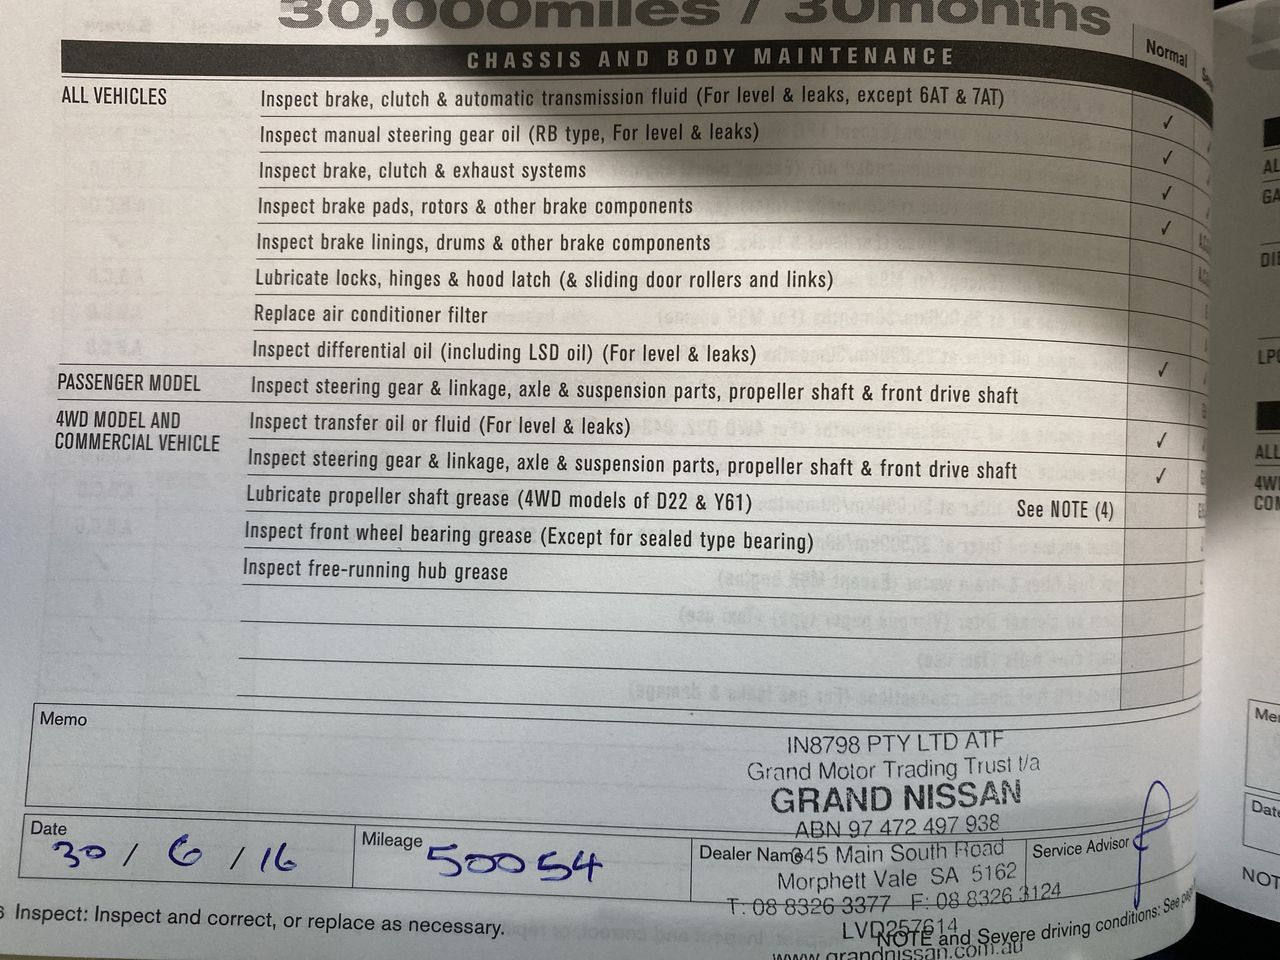 30,000miles / 30months
CHASSIS AND BODY MAINTENANCE
Normal
ALL VEHICLES
Inspect brake, clutch & automatic transmission fluid (For level & leaks, except 6AT & 7AT) ✓
Inspect manual steering gear oil (RB type, For level & leaks) ✓
Inspect brake, clutch & exhaust systems ✓
Inspect brake pads, rotors & other brake components ✓
Inspect brake linings, drums & other brake components
Lubricate locks, hinges & hood latch (& sliding door rollers and links)
Replace air conditioner filter
Inspect differential oil (including LSD oil) (For level & leaks) ✓
PASSENGER MODEL
Inspect steering gear & linkage, axle & suspension parts, propeller shaft & front drive shaft
4WD MODEL AND
COMMERCIAL VEHICLE
Inspect transfer oil or fluid (For level & leaks) ✓
Inspect steering gear & linkage, axle & suspension parts, propeller shaft & front drive shaft ✓
Lubricate propeller shaft grease (4WD models of D22 & Y61) See NOTE (4)
Inspect front wheel bearing grease (Except for sealed type bearing)
Inspect free-running hub grease
Memo
IN8798 PTY LTD ATF
Grand Motor Trading Trust t/a
GRAND NISSAN
ABN 97 472 497 938
Date 30 / 6 / 16
Mileage 50054
Dealer Name
Service Advisor
Main South Road
Morphett Vale SA 5162
T: 08 8326 3377 F: 08 8326 3124
LVD257614
www.grandnissan.com.au
Inspect: Inspect and correct, or replace as necessary.
NOTE and Severe driving conditions: See
ALL
4W
LP
NOT